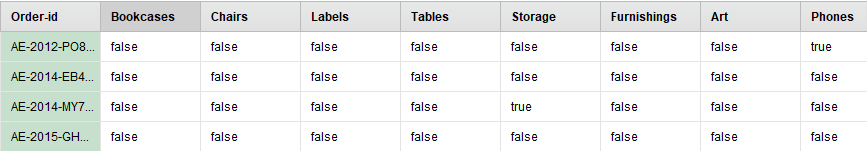 Order-id Bookcases Chairs Labels Tables Storage Furnishings Art Phones
AE-2012-PO8... false false false false false false false true
AE-2014-EB4... false false false false false false false false
AE-2014-MY7... false false false false true false false false
AE-2015-GH... false false false false false false false false